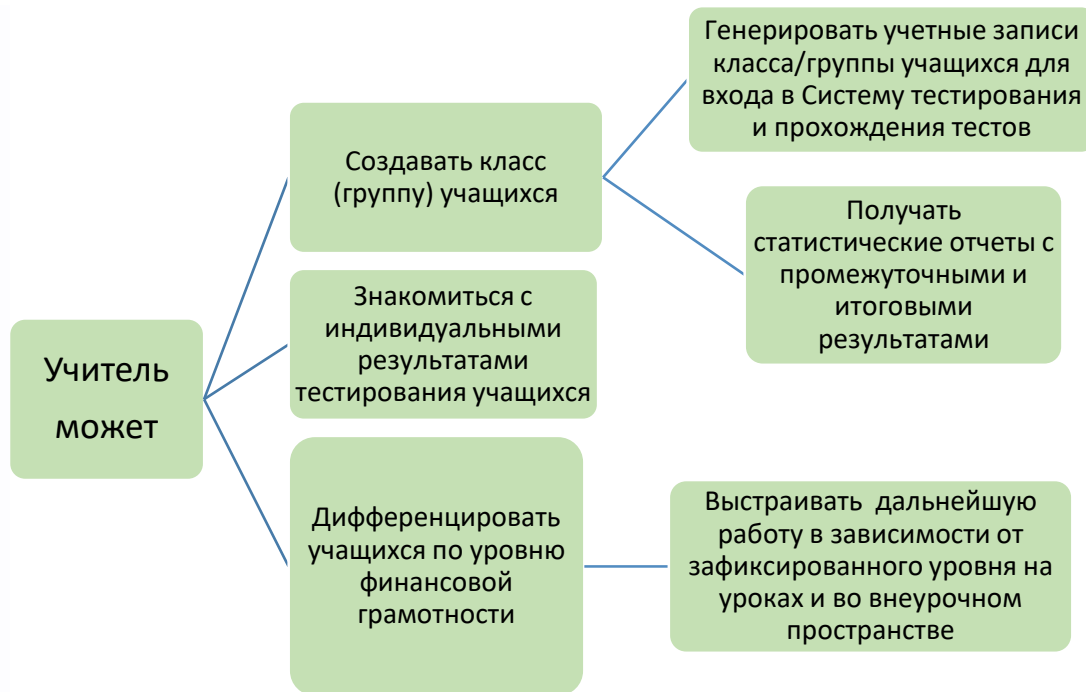 Учитель
может
Создавать класс
(группу) учащихся
Генерировать учетные записи
класса/группы учащихся для
входа в Систему тестирования
и прохождения тестов
Получать
статистические отчеты с
промежуточными и
итоговыми
результатами
Знакомиться с
индивидуальными
результатами
тестирования учащихся
Дифференцировать
учащихся по уровню
финансовой
грамотности
Выстраивать дальнейшую
работу в зависимости от
зафиксированного уровня на
уроках и во внеурочном
пространстве